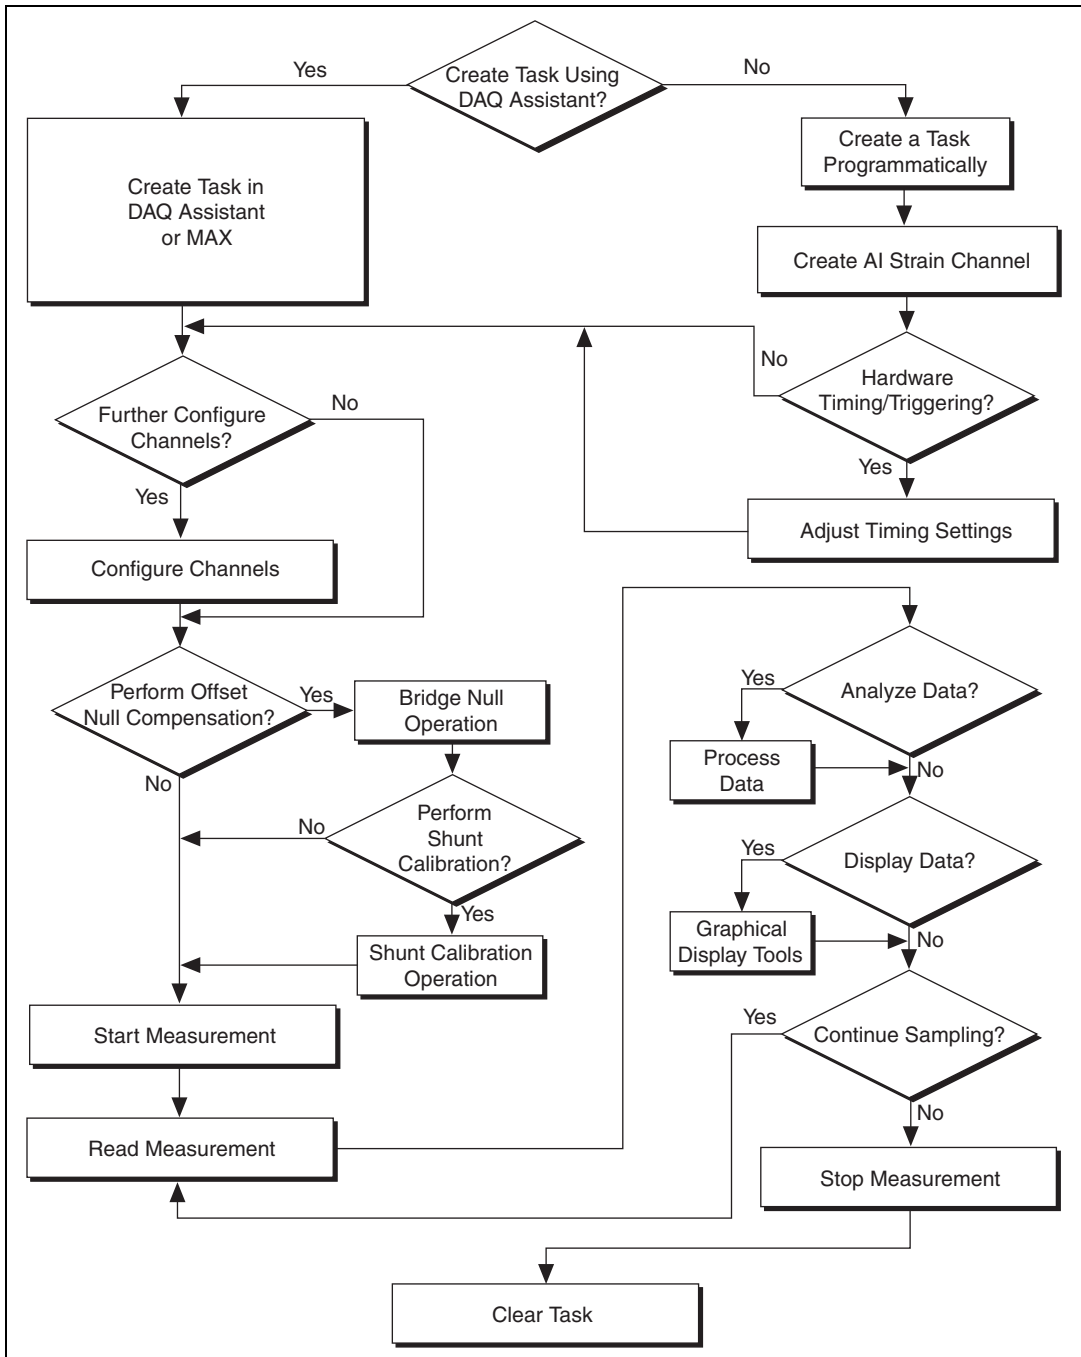 Yes
Create Task Using
DAQ Assistant?
No
Create Task in
DAQ Assistant
or MAX
Create a Task
Programmatically
Create AI Strain Channel
No
Hardware
Timing/Triggering?
Yes
Adjust Timing Settings
Further Configure
Channels?
No
Yes
Configure Channels
Perform Offset
Null Compensation?
Yes
No
Bridge Null
Operation
Perform
Shunt
Calibration?
No
Yes
Shunt Calibration
Operation
Start Measurement
Read Measurement
Analyze Data?
Yes
No
Process
Data
Display Data?
Yes
No
Graphical
Display Tools
Continue Sampling?
Yes
No
Stop Measurement
Clear Task